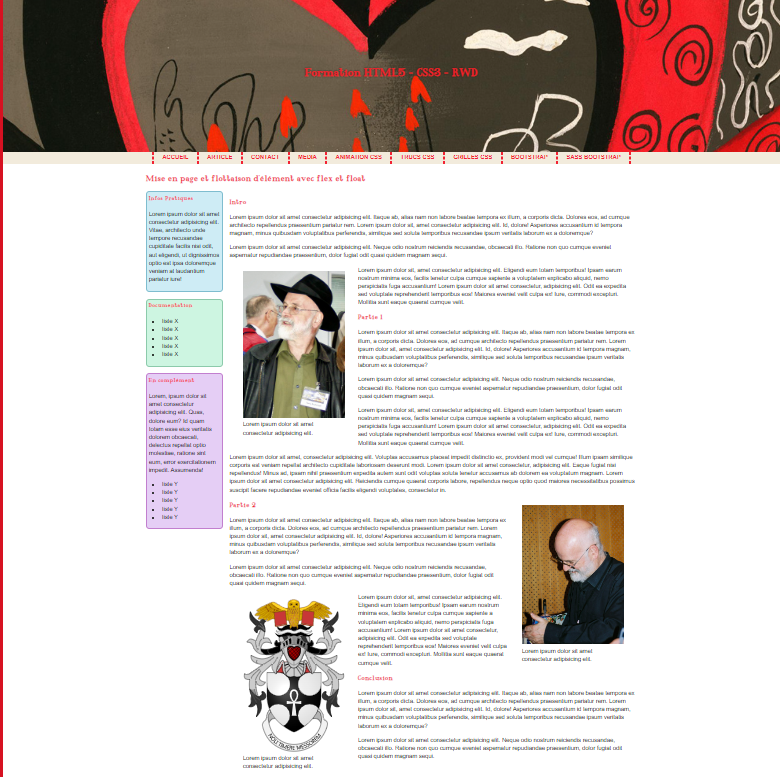 Formation HTML5 - CSS3 - RWD
ACCUEIL ARTICLE CONTACT MEDIA ANIMATION CSS TRUCS CSS GRILLES CSS BOOTSTRAP SASS BOOTSTRAP
Mise en page et flottaison d'élément avec flex et float
Infos Pratiques
Lorem ipsum dolor sit amet
consectetur adipisicing elit.
Vitae, architecto unde
tempore recusandae
cupiditate facilis nisi odit,
aut eligendi, ut dignissimos
optio est ipsa doloremque
veniam at laudantium
pariatur iure!
Documentation
liste X
liste X
liste X
liste X
liste X
En complément
Lorem, ipsum dolor sit
amet consectetur
adipisicing elit. Quas,
dolore eum? Id quam
totam esse eius veritatis
dolorem obcaecati,
delectus repellat optio
molestiae, ratione sint
eum, error exercitationem
impedit. Assumenda!
liste Y
liste Y
liste Y
liste Y
liste Y
Intro
Lorem ipsum dolor sit amet consectetur adipisicing elit. Itaque ab, alias nam non labore beatae tempora ex illum, a corporis dicta. Dolores eos, ad cumque
architecto repellendus praesentium pariatur rem. Lorem ipsum dolor sit amet consectetur adipisicing elit. Id, dolore! Asperiores accusantium id tempora
magnam, minus quibusdam voluptatibus perferendis, similique sed soluta temporibus recusandae ipsum veritatis laborum ex a doloremque?
Lorem ipsum dolor sit amet consectetur adipisicing elit. Neque odio nostrum reiciendis recusandae, obcaecati illo. Ratione non quo cumque eveniet
aspernatur repudiandae praesentium, dolor fugiat odit quasi quidem magnam sequi.
Lorem ipsum dolor sit, amet consectetur adipisicing elit. Eligendi eum totam temporibus! Ipsam earum
nostrum minima eos, facilis tenetur culpa cumque sapiente a voluptatem explicabo aliquid, nemo
perspiciatis fuga accusantium! Lorem ipsum dolor sit amet consectetur adipisicing elit. Odit ea expedita
sed voluptate reprehenderit temporibus eos! Maiores eveniet velit culpa ex! Iure, commodi excepturi.
Mollitia sunt eaque quaerat cumque velit.
Lorem ipsum dolor sit amet
consectetur adipisicing elit.
Partie 1
Lorem ipsum dolor sit amet consectetur adipisicing elit. Itaque ab, alias nam non labore beatae tempora ex
illum, a corporis dicta. Dolores eos, ad cumque architecto repellendus praesentium pariatur rem. Lorem
ipsum dolor sit amet consectetur adipisicing elit. Id, dolore! Asperiores accusantium id tempora magnam,
minus quibusdam voluptatibus perferendis, similique sed soluta temporibus recusandae ipsum veritatis
laborum ex a doloremque?
Lorem ipsum dolor sit amet consectetur adipisicing elit. Neque odio nostrum reiciendis recusandae,
obcaecati illo. Ratione non quo cumque eveniet aspernatur repudiandae praesentium, dolor fugiat odit
quasi quidem magnam sequi.
Lorem ipsum dolor sit, amet consectetur adipisicing elit. Eligendi eum totam temporibus! Ipsam earum
nostrum minima eos, facilis tenetur culpa cumque sapiente a voluptatem explicabo aliquid, nemo
perspiciatis fuga accusantium! Lorem ipsum dolor sit amet consectetur adipisicing elit. Odit ea expedita
sed voluptate reprehenderit temporibus eos! Maiores eveniet velit culpa ex! Iure, commodi excepturi.
Mollitia sunt eaque quaerat cumque velit.
Lorem ipsum dolor sit amet, consectetur adipisicing elit. Voluptas accusamus placeat impedit distinctio ex, provident modi vel cumque! Illum ipsam similique
corporis est veniam repellat architecto cupiditate laboriosam deserunt modi. Lorem ipsum dolor sit amet consectetur adipisicing elit. Eaque fugiat nisi
repellendus! Minus ad, ipsam nihil praesentium expedita autem sunt odit voluptas soluta tenetur accusamus ab dolorem ea voluptatum magnam. Lorem
ipsum dolor sit amet consectetur adipisicing elit. Reiciendis cumque quaerat corporis labore, repellendus neque optio quod maiores necessitatibus possimus
suscipit facere repudiandae eveniet officia facilis eligendi voluptates, consectetur in.
Partie 2
Lorem ipsum dolor sit amet consectetur adipisicing elit. Itaque ab, alias nam non labore beatae tempora ex
illum, a corporis dicta. Dolores eos, ad cumque architecto repellendus praesentium pariatur rem. Lorem
ipsum dolor sit amet consectetur adipisicing elit. Id, dolore! Asperiores accusantium id tempora magnam,
minus quibusdam voluptatibus perferendis, similique sed soluta temporibus recusandae ipsum veritatis
laborum ex a doloremque?
Lorem ipsum dolor sit amet consectetur adipisicing elit. Neque odio nostrum reiciendis recusandae,
obcaecati illo. Ratione non quo cumque eveniet aspernatur repudiandae praesentium, dolor fugiat odit
quasi quidem magnam sequi.
Lorem ipsum dolor sit amet
consectetur adipisicing elit.
Lorem ipsum dolor sit, amet consectetur adipisicing elit.
Eligendi eum totam temporibus! Ipsam earum nostrum
minima eos, facilis tenetur culpa cumque sapiente a
voluptatem explicabo aliquid, nemo perspiciatis fuga
accusantium! Lorem ipsum dolor sit amet consectetur
adipisicing elit. Odit ea expedita sed voluptate
reprehenderit temporibus eos! Maiores eveniet velit culpa
ex! Iure, commodi excepturi. Mollitia sunt eaque quaerat
cumque velit.
NOLI TIMERE MESSOREM
Lorem ipsum dolor sit amet
consectetur adipisicing elit.
Conclusion
Lorem ipsum dolor sit amet consectetur adipisicing elit. Itaque ab, alias nam non labore beatae tempora ex
illum, a corporis dicta. Dolores eos, ad cumque architecto repellendus praesentium pariatur rem. Lorem
ipsum dolor sit amet consectetur adipisicing elit. Id, dolore! Asperiores accusantium id tempora magnam,
minus quibusdam voluptatibus perferendis, similique sed soluta temporibus recusandae ipsum veritatis
laborum ex a doloremque?
Lorem ipsum dolor sit amet consectetur adipisicing elit. Neque odio nostrum reiciendis recusandae,
obcaecati illo. Ratione non quo cumque eveniet aspernatur repudiandae praesentium, dolor fugiat odit
quasi quidem magnam sequi.